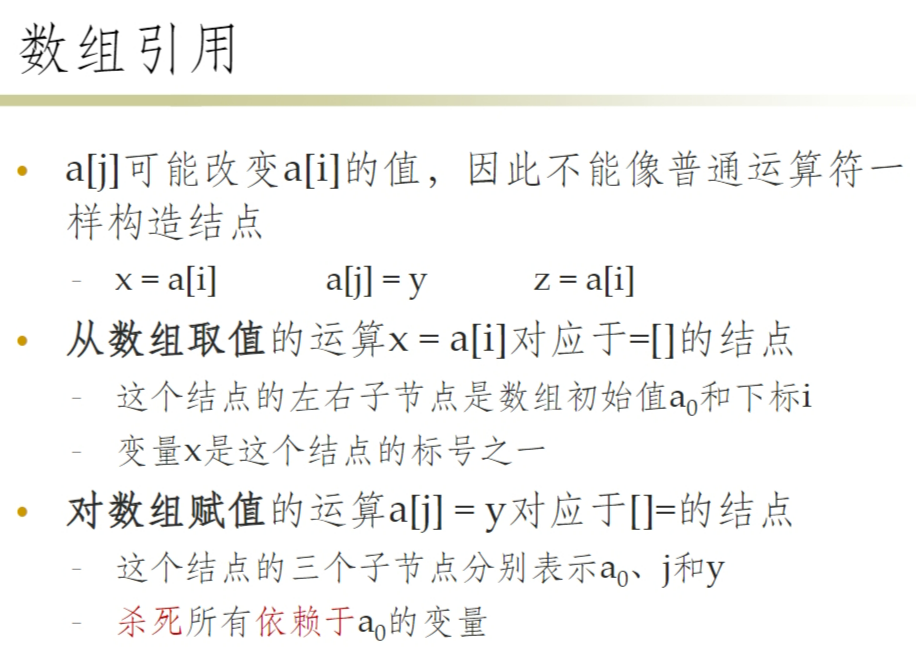 数组引用
• a[j]可能改变a[i]的值，因此不能像普通运算符一
样构造结点
– x = a[i] a[j] = y z = a[i]
• 从数组取值的运算x = a[i]对应于=[]的结点
– 这个结点的左右子节点是数组初始值a₀和下标i
– 变量x是这个结点的标号之一
• 对数组赋值的运算a[j] = y对应于[]=的结点
– 这个结点的三个子节点分别表示a₀、j和y
– 杀死所有依赖于a₀的变量